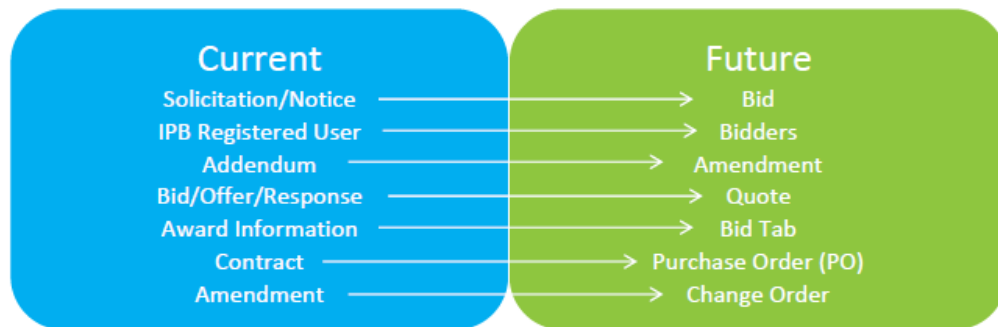 Current Future
Solicitation/Notice Bid
IPB Registered User Bidders
Addendum Amendment
Bid/Offer/Response Quote
Award Information Bid Tab
Contract Purchase Order (PO)
Amendment Change Order